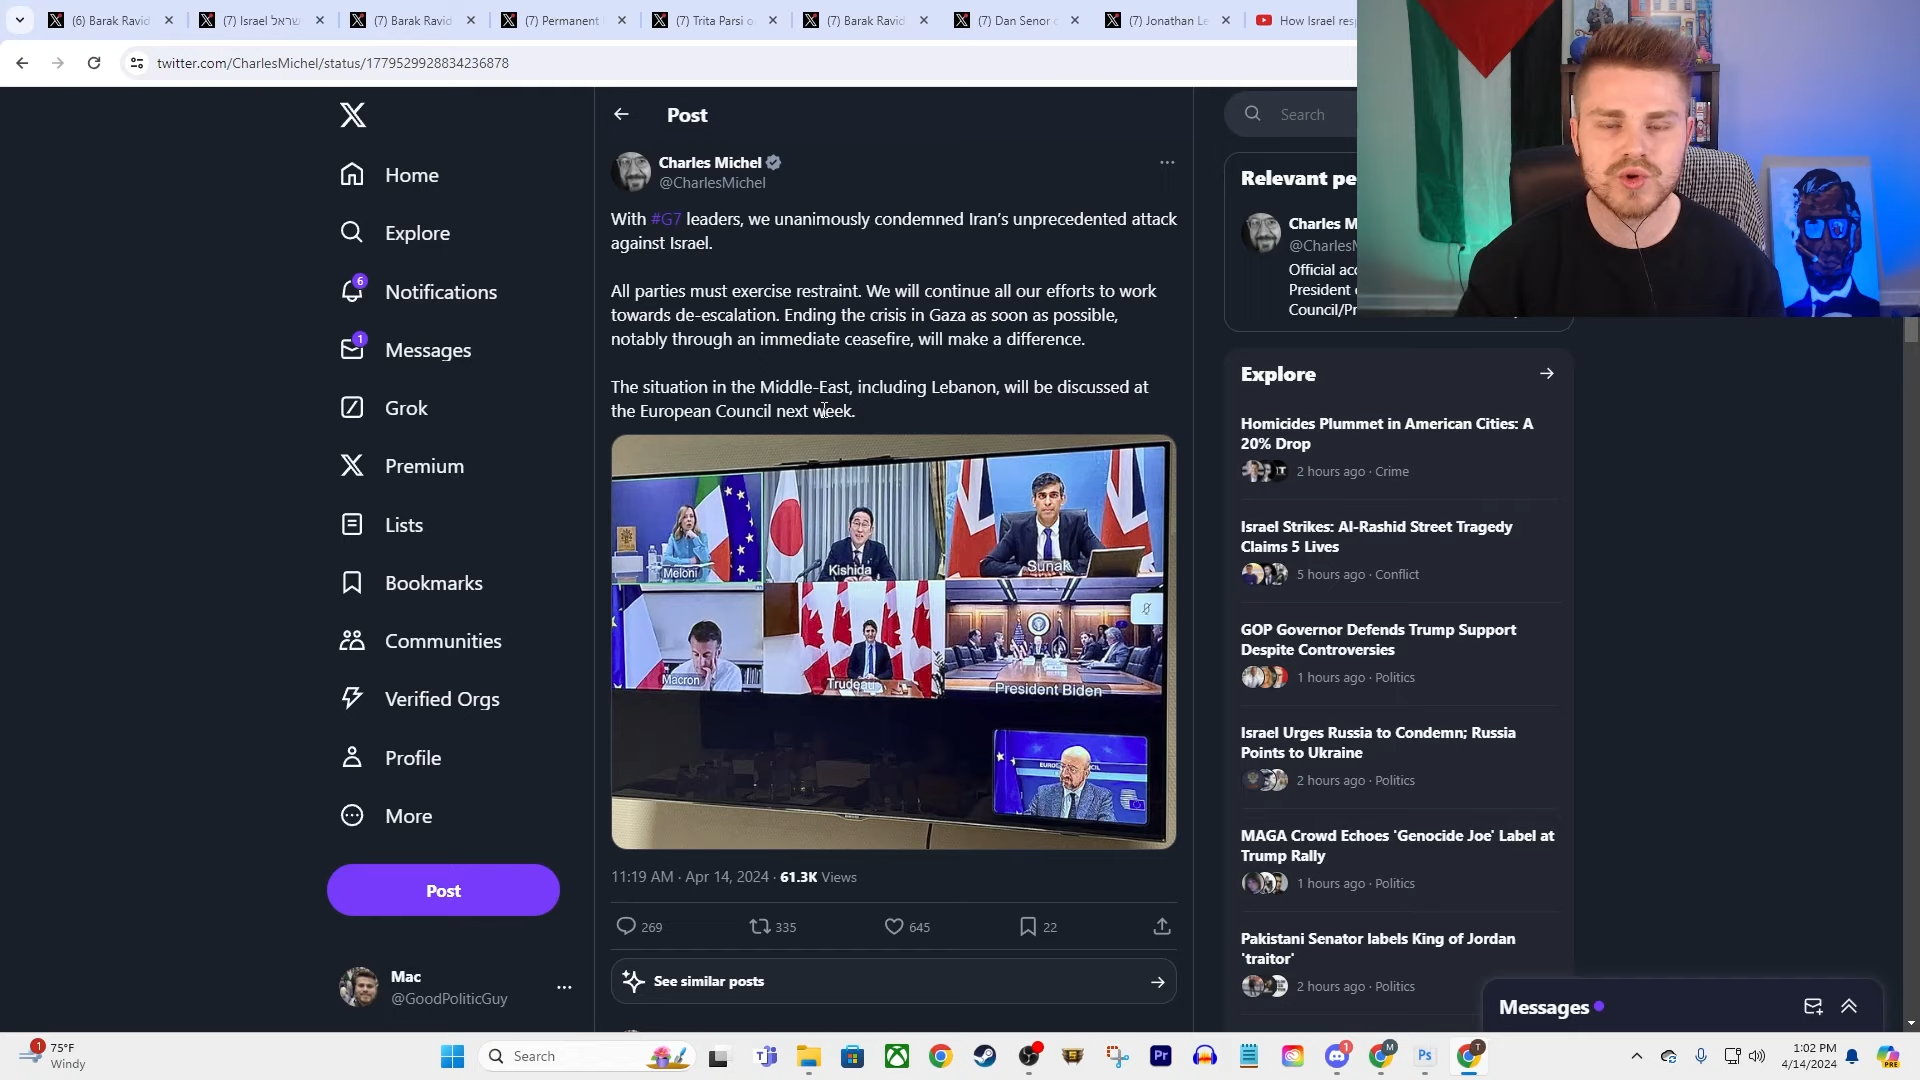 (6) Barak Ravid
(7) Israel ישראל
(7) Barak Ravid
(7) Permanent
(7) Trita Parsi o
(7) Barak Ravid
(7) Dan Senor
(7) Jonathan Le
How Israel res
twitter.com/CharlesMichel/status/1779529928834236878
Home
Explore
6
Notifications
1
Messages
Grok
Premium
Lists
Bookmarks
Communities
Verified Orgs
Profile
More
Post
Mac
@GoodPoliticGuy
Post
Charles Michel
@CharlesMichel
With #G7 leaders, we unanimously condemned Iran's unprecedented attack
against Israel.
All parties must exercise restraint. We will continue all our efforts to work
towards de-escalation. Ending the crisis in Gaza as soon as possible,
notably through an immediate ceasefire, will make a difference.
The situation in the Middle-East, including Lebanon, will be discussed at
the European Council next week.
Meloni
Kishida
Sunak
Macron
Trudeau
President Biden
11:19 AM · Apr 14, 2024 · 61.3K Views
269
335
645
22
See similar posts
Search
Relevant pe
Charles M
@CharlesM
Official acc
President o
Council/Pr
Explore
Homicides Plummet in American Cities: A
20% Drop
2 hours ago · Crime
Israel Strikes: Al-Rashid Street Tragedy
Claims 5 Lives
5 hours ago · Conflict
GOP Governor Defends Trump Support
Despite Controversies
1 hours ago · Politics
Israel Urges Russia to Condemn; Russia
Points to Ukraine
2 hours ago · Politics
MAGA Crowd Echoes 'Genocide Joe' Label at
Trump Rally
1 hours ago · Politics
Pakistani Senator labels King of Jordan
'traitor'
2 hours ago · Politics
Messages
1
75°F
Windy
Search
Pr
1
M
Ps
T
1:02 PM
4/14/2024
PRE